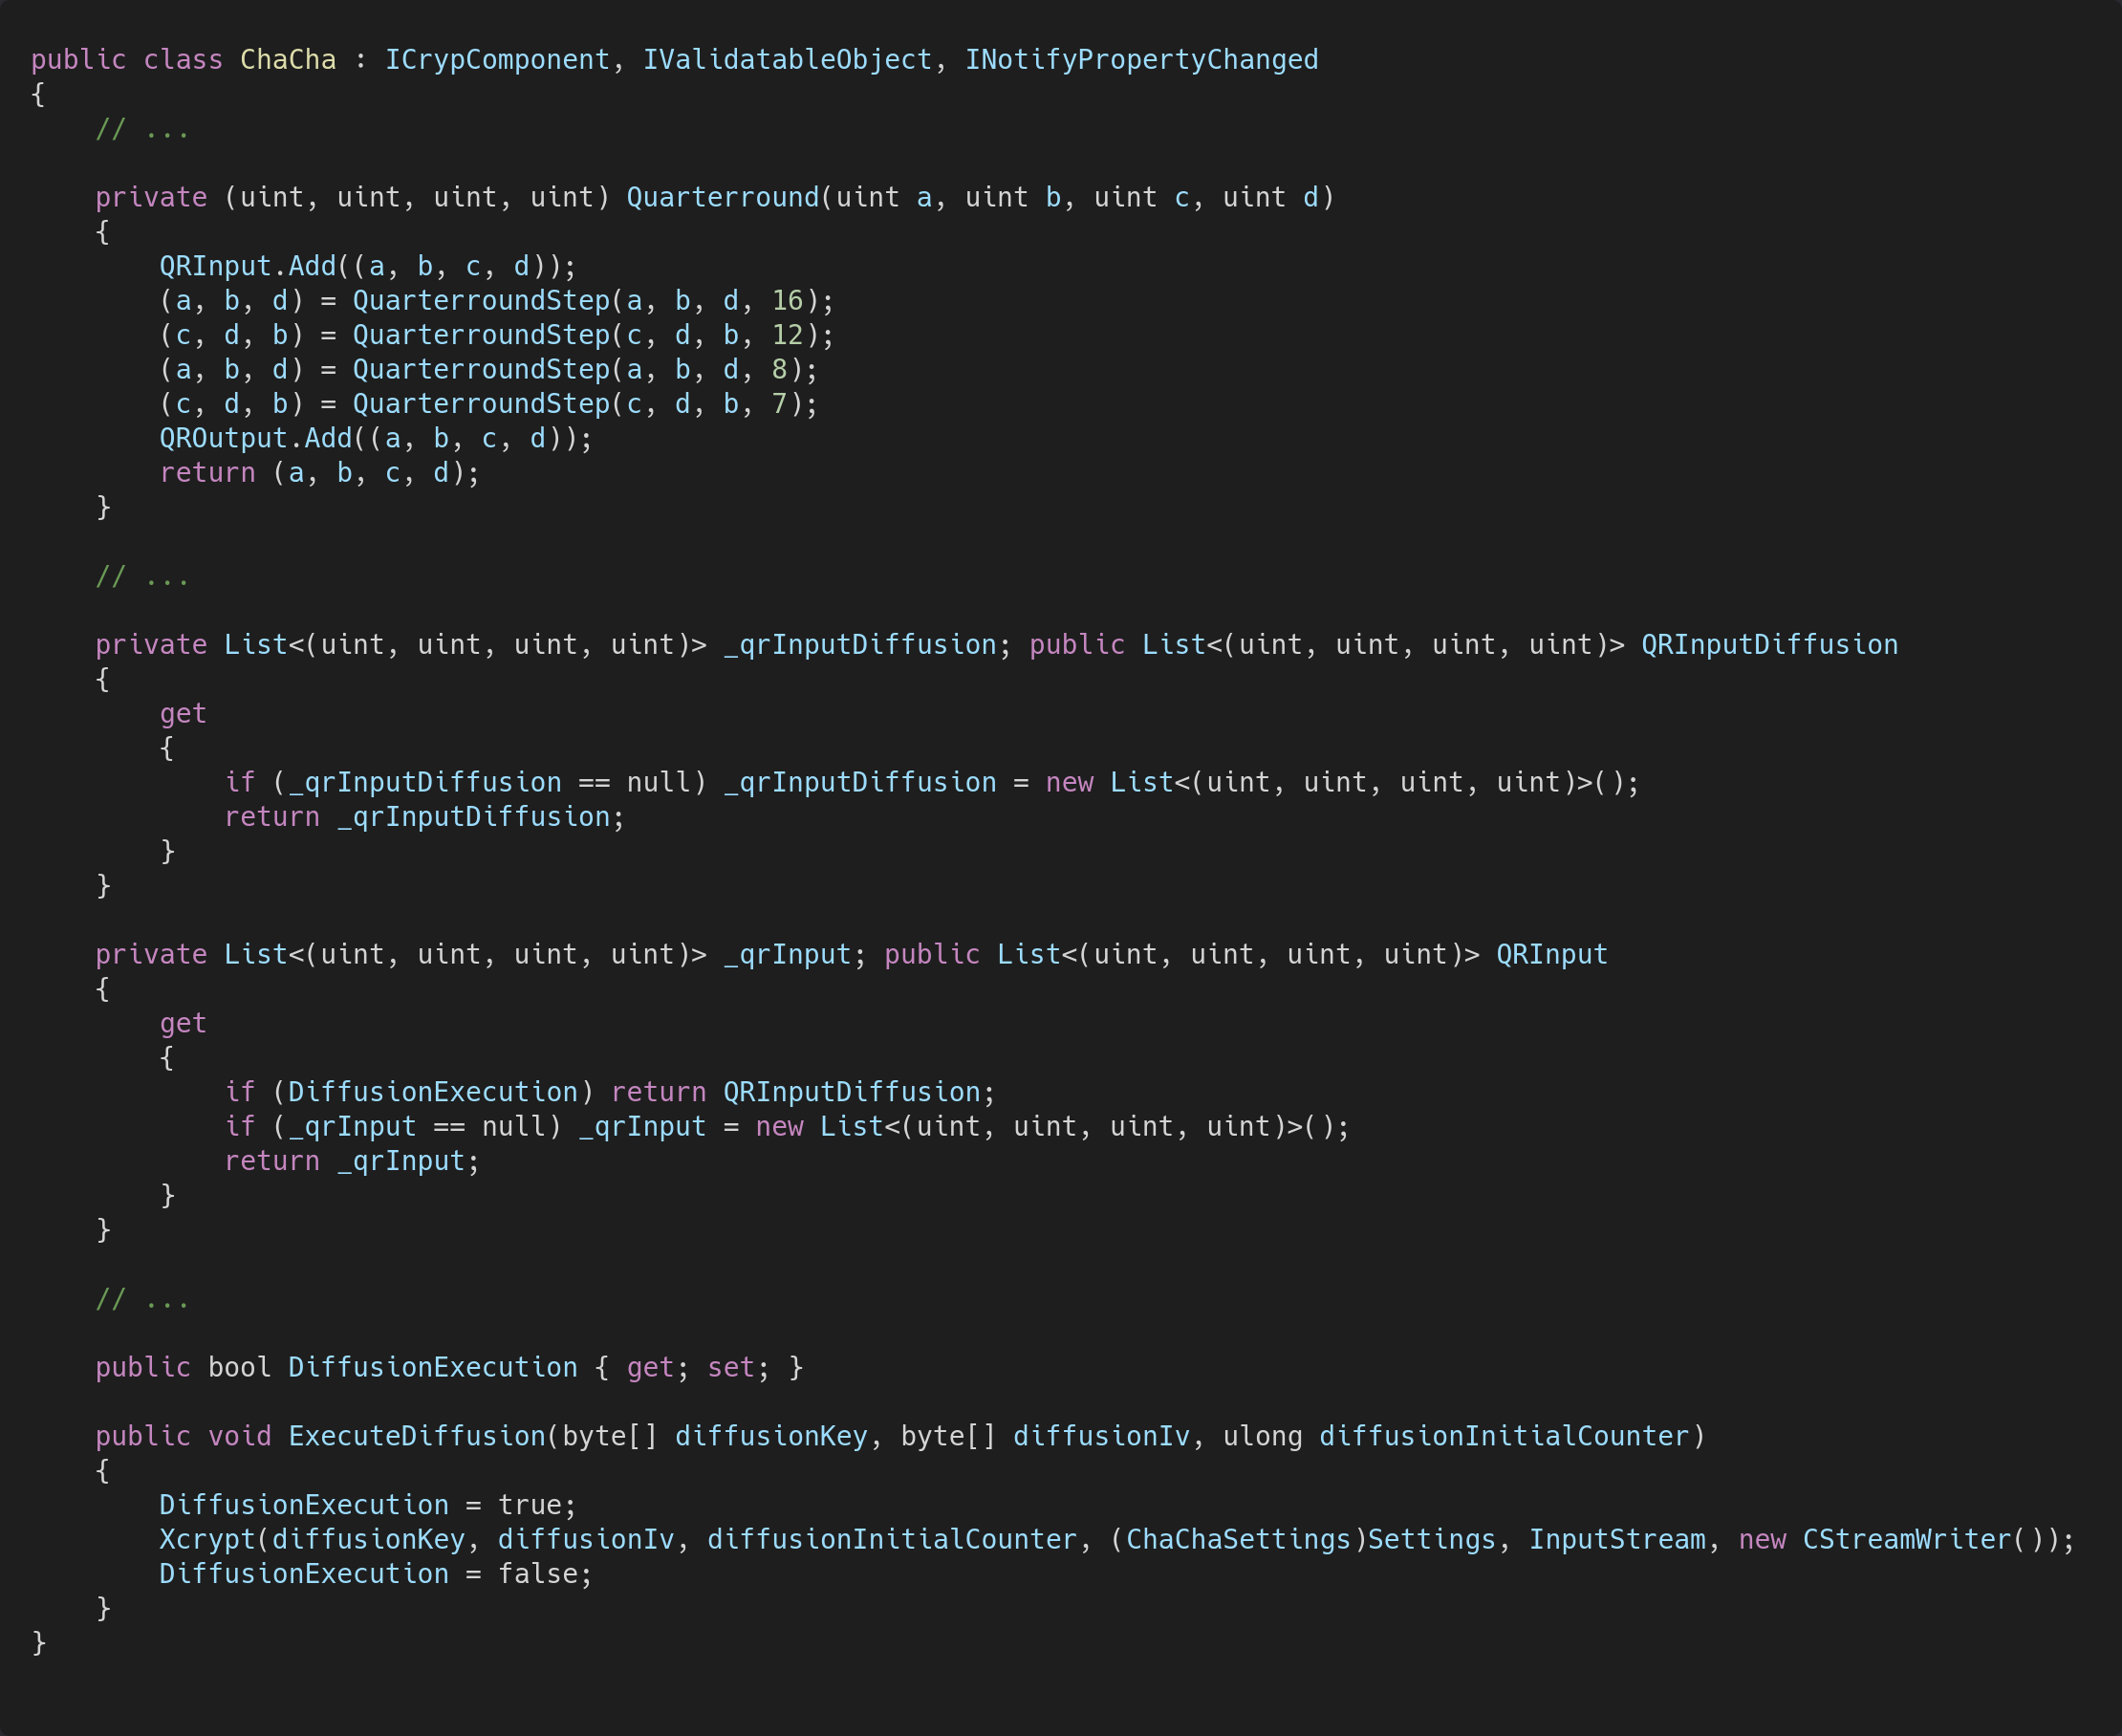 public class ChaCha : ICrypComponent, IValidatableObject, INotifyPropertyChanged
{
    // ...

    private (uint, uint, uint, uint) Quarterround(uint a, uint b, uint c, uint d)
    {
        QRInput.Add((a, b, c, d));
        (a, b, d) = QuarterroundStep(a, b, d, 16);
        (c, d, b) = QuarterroundStep(c, d, b, 12);
        (a, b, d) = QuarterroundStep(a, b, d, 8);
        (c, d, b) = QuarterroundStep(c, d, b, 7);
        QROutput.Add((a, b, c, d));
        return (a, b, c, d);
    }

    // ...

    private List<(uint, uint, uint, uint)> _qrInputDiffusion; public List<(uint, uint, uint, uint)> QRInputDiffusion
    {
        get
        {
            if (_qrInputDiffusion == null) _qrInputDiffusion = new List<(uint, uint, uint, uint)>();
            return _qrInputDiffusion;
        }
    }

    private List<(uint, uint, uint, uint)> _qrInput; public List<(uint, uint, uint, uint)> QRInput
    {
        get
        {
            if (DiffusionExecution) return QRInputDiffusion;
            if (_qrInput == null) _qrInput = new List<(uint, uint, uint, uint)>();
            return _qrInput;
        }
    }

    // ...

    public bool DiffusionExecution { get; set; }

    public void ExecuteDiffusion(byte[] diffusionKey, byte[] diffusionIv, ulong diffusionInitialCounter)
    {
        DiffusionExecution = true;
        Xcrypt(diffusionKey, diffusionIv, diffusionInitialCounter, (ChaChaSettings)Settings, InputStream, new CStreamWriter());
        DiffusionExecution = false;
    }
}